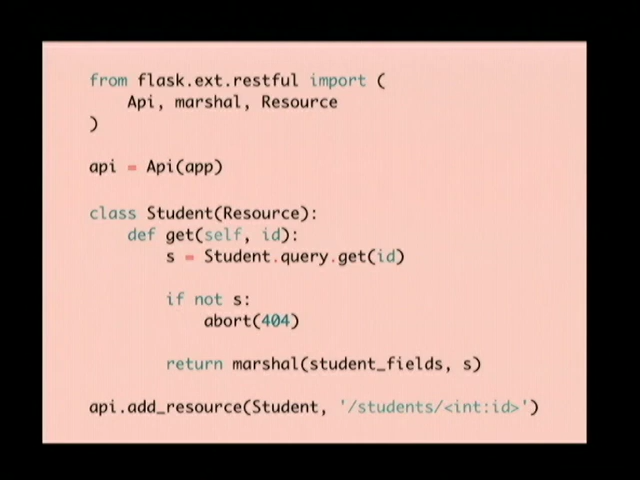 from flask.ext.restful import (
    Api, marshal, Resource
)
api = Api(app)
class Student(Resource):
    def get(self, id):
        s = Student.query.get(id)
        if not s:
            abort(404)
        return marshal(student_fields, s)
api.add_resource(Student, '/students/<int:id>')